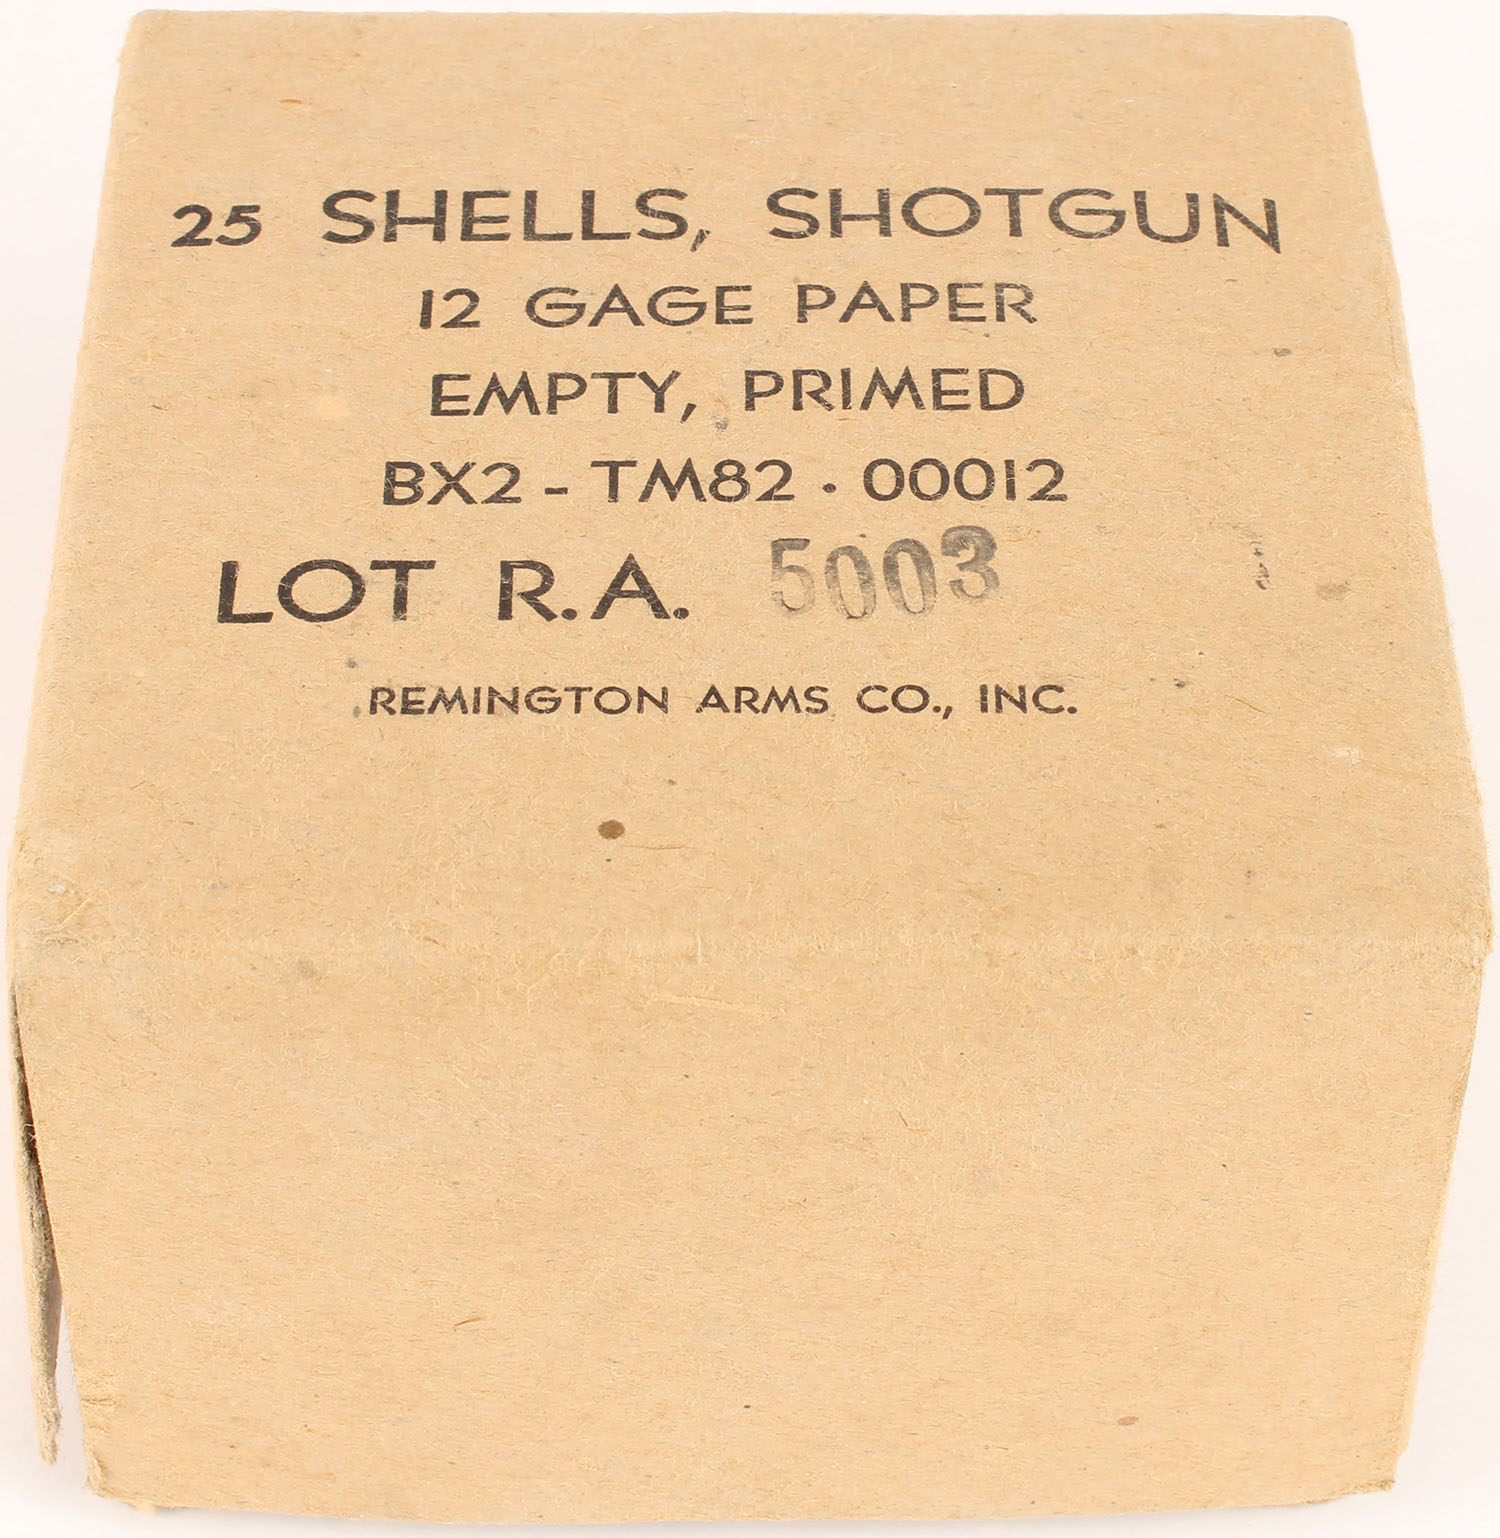 25 SHELLS, SHOTGUN
12 GAGE PAPER
EMPTY, PRIMED
BX2 - TM82 . 00012
LOT R.A. 5003
REMINGTON ARMS CO., INC.